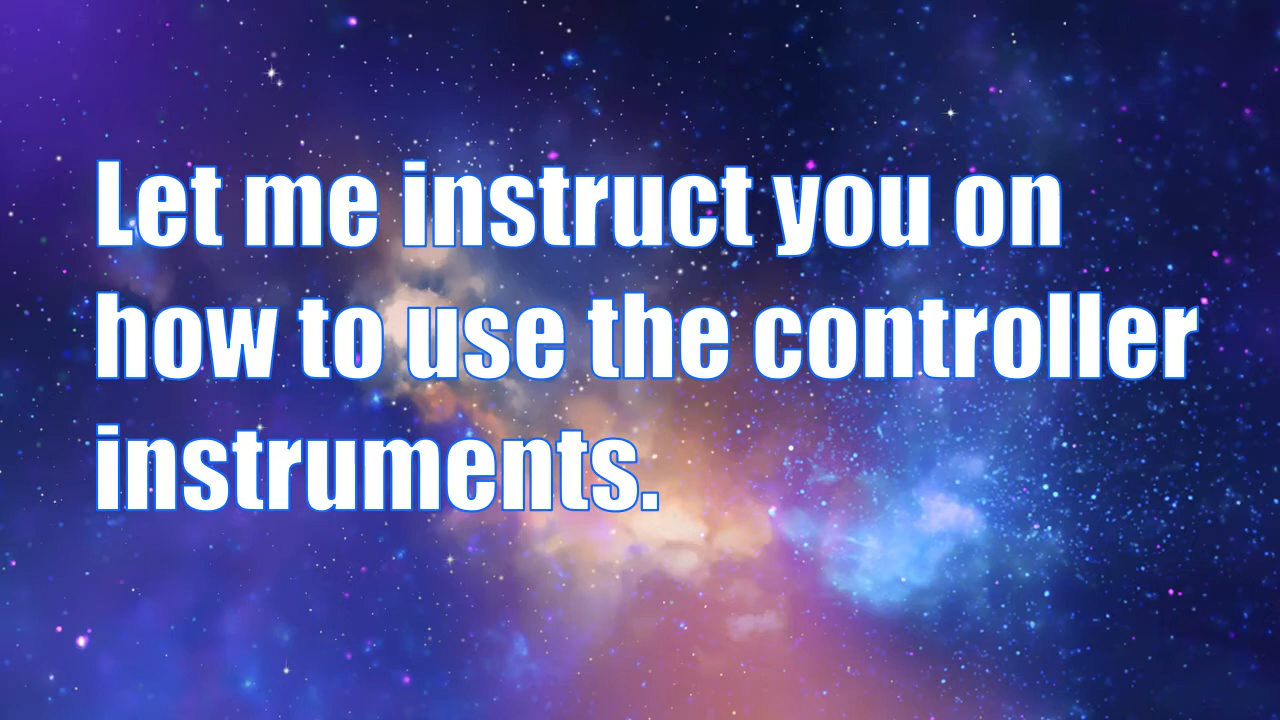 Let me instruct you on
how to use the controller
instruments.